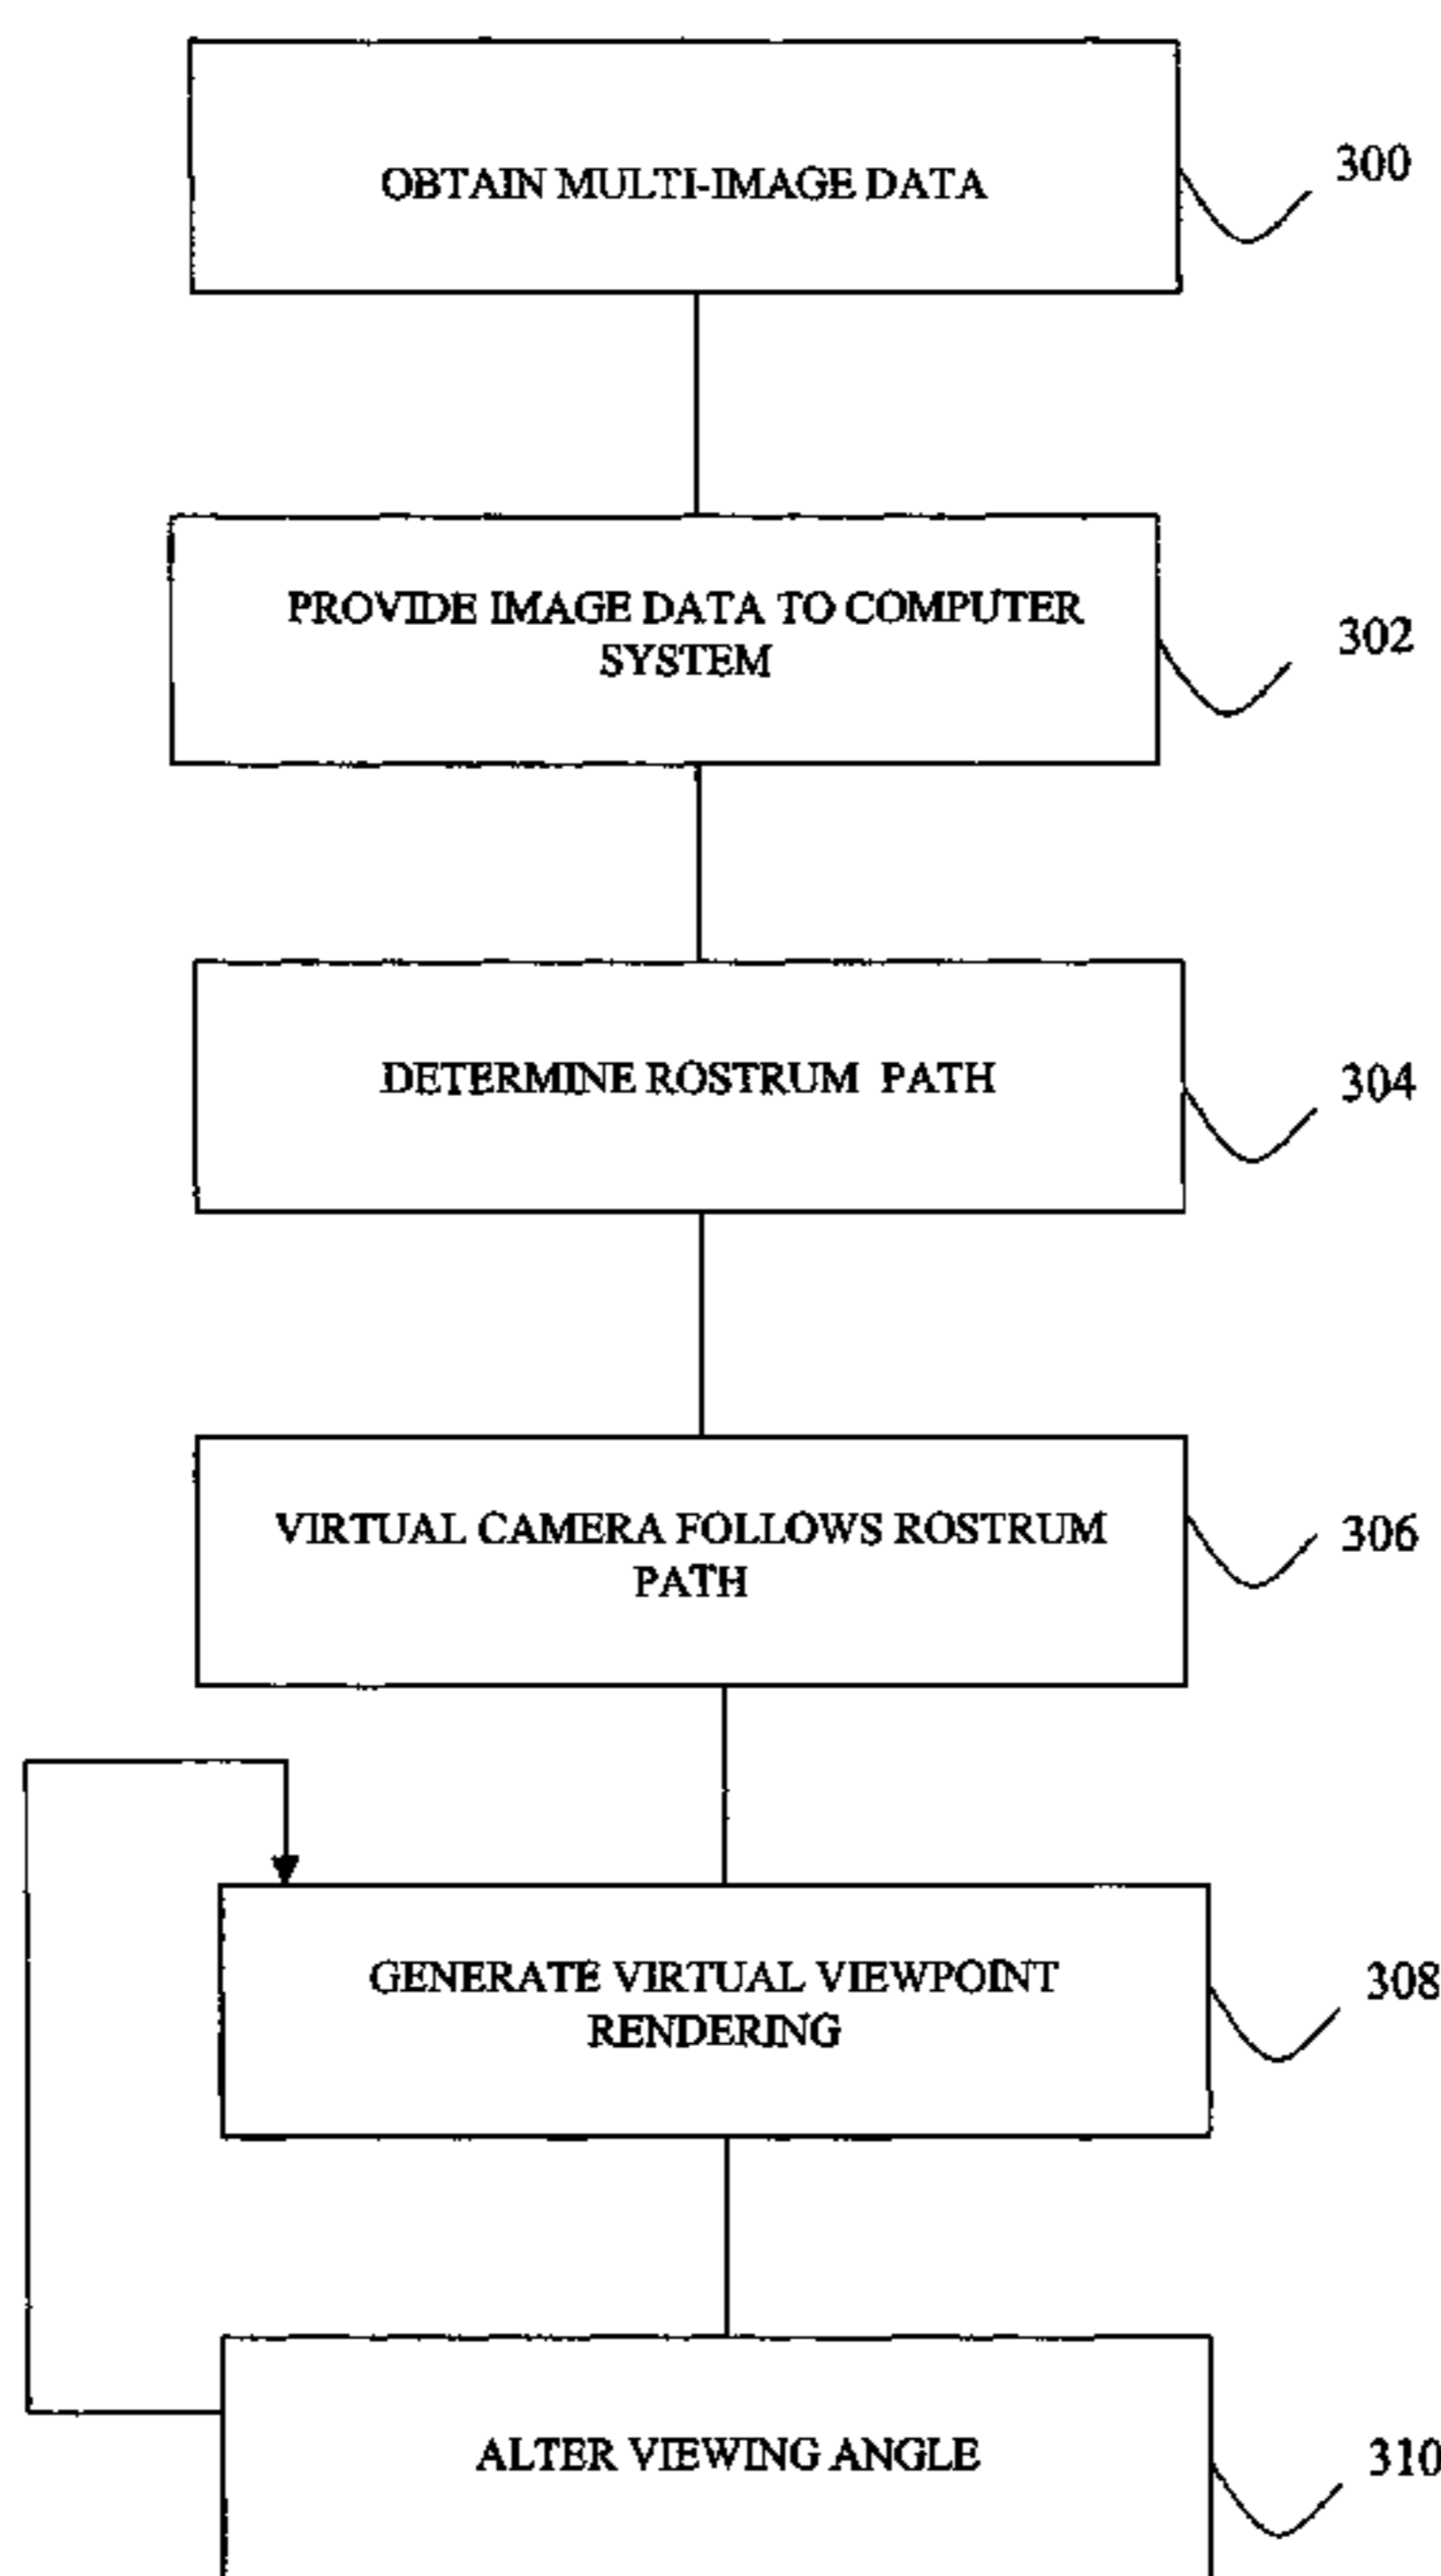 OBTAIN MULTI-IMAGE DATA
300
PROVIDE IMAGE DATA TO COMPUTER
SYSTEM
302
DETERMINE ROSTRUM PATH
304
VIRTUAL CAMERA FOLLOWS ROSTRUM
PATH
306
GENERATE VIRTUAL VIEWPOINT
RENDERING
308
ALTER VIEWING ANGLE
310